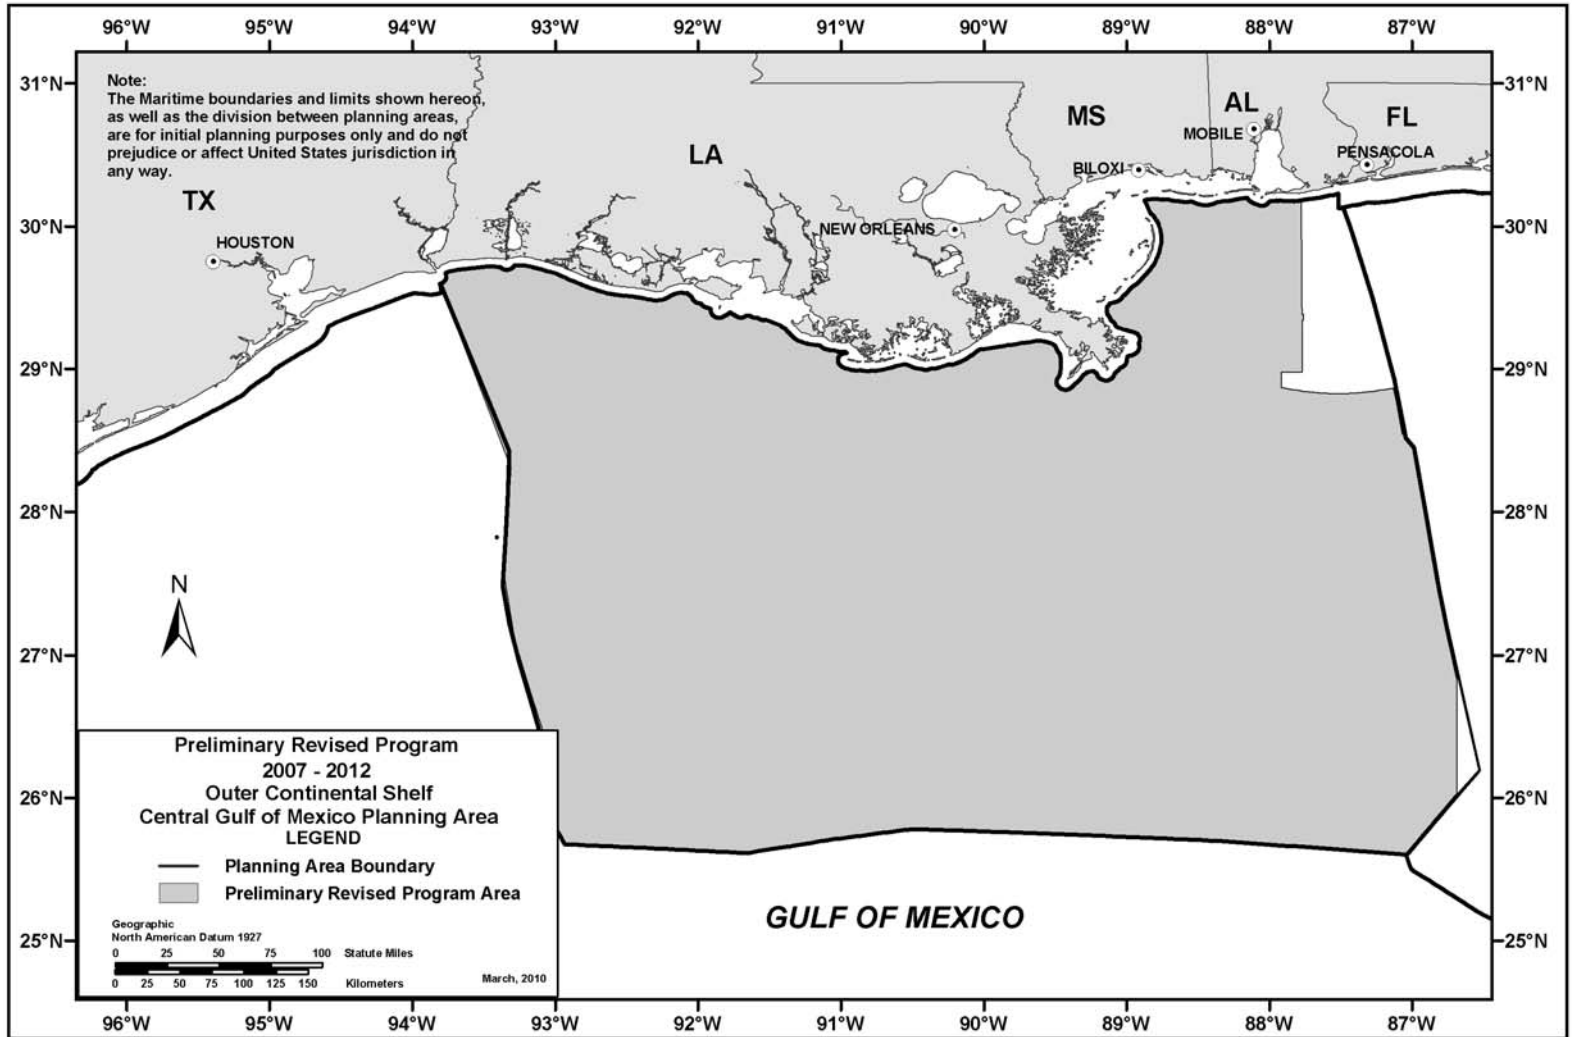 96°W 95°W 94°W 93°W 92°W 91°W 90°W 89°W 88°W 87°W
31°N 31°N
Note:
The Maritime boundaries and limits shown hereon,
as well as the division between planning areas,
are for initial planning purposes only and do not
prejudice or affect United States jurisdiction in
any way.
MS AL FL
MOBILE
LA
PENSACOLA
BILOXI
TX
30°N 30°N
NEW ORLEANS
HOUSTON
29°N 29°N
28°N 28°N
N
27°N 27°N
26°N 26°N
Preliminary Revised Program
2007 - 2012
Outer Continental Shelf
Central Gulf of Mexico Planning Area
LEGEND
Planning Area Boundary
Preliminary Revised Program Area
GULF OF MEXICO
Geographic
North American Datum 1927
25°N 25°N
0 25 50 75 100 Statute Miles
0 25 50 75 100 125 150 Kilometers
March, 2010
96°W 95°W 94°W 93°W 92°W 91°W 90°W 89°W 88°W 87°W